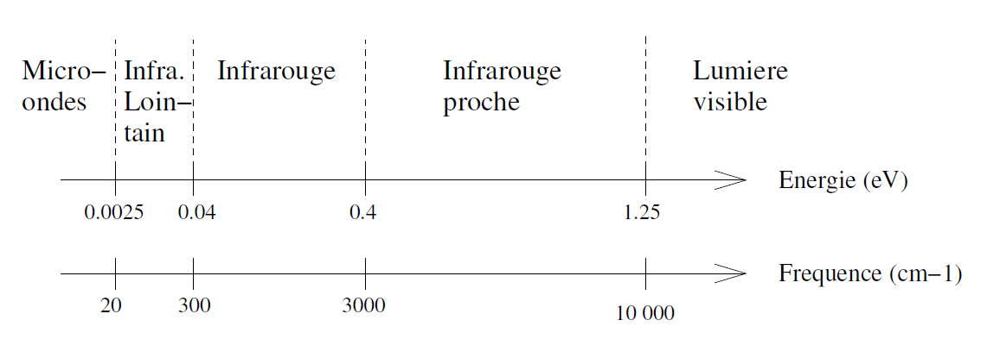 Micro−
ondes
Infra.
Loin−
tain
Infrarouge
Infrarouge
proche
Lumiere
visible
Energie (eV)
0.0025
0.04
0.4
1.25
Frequence (cm−1)
20
300
3000
10 000